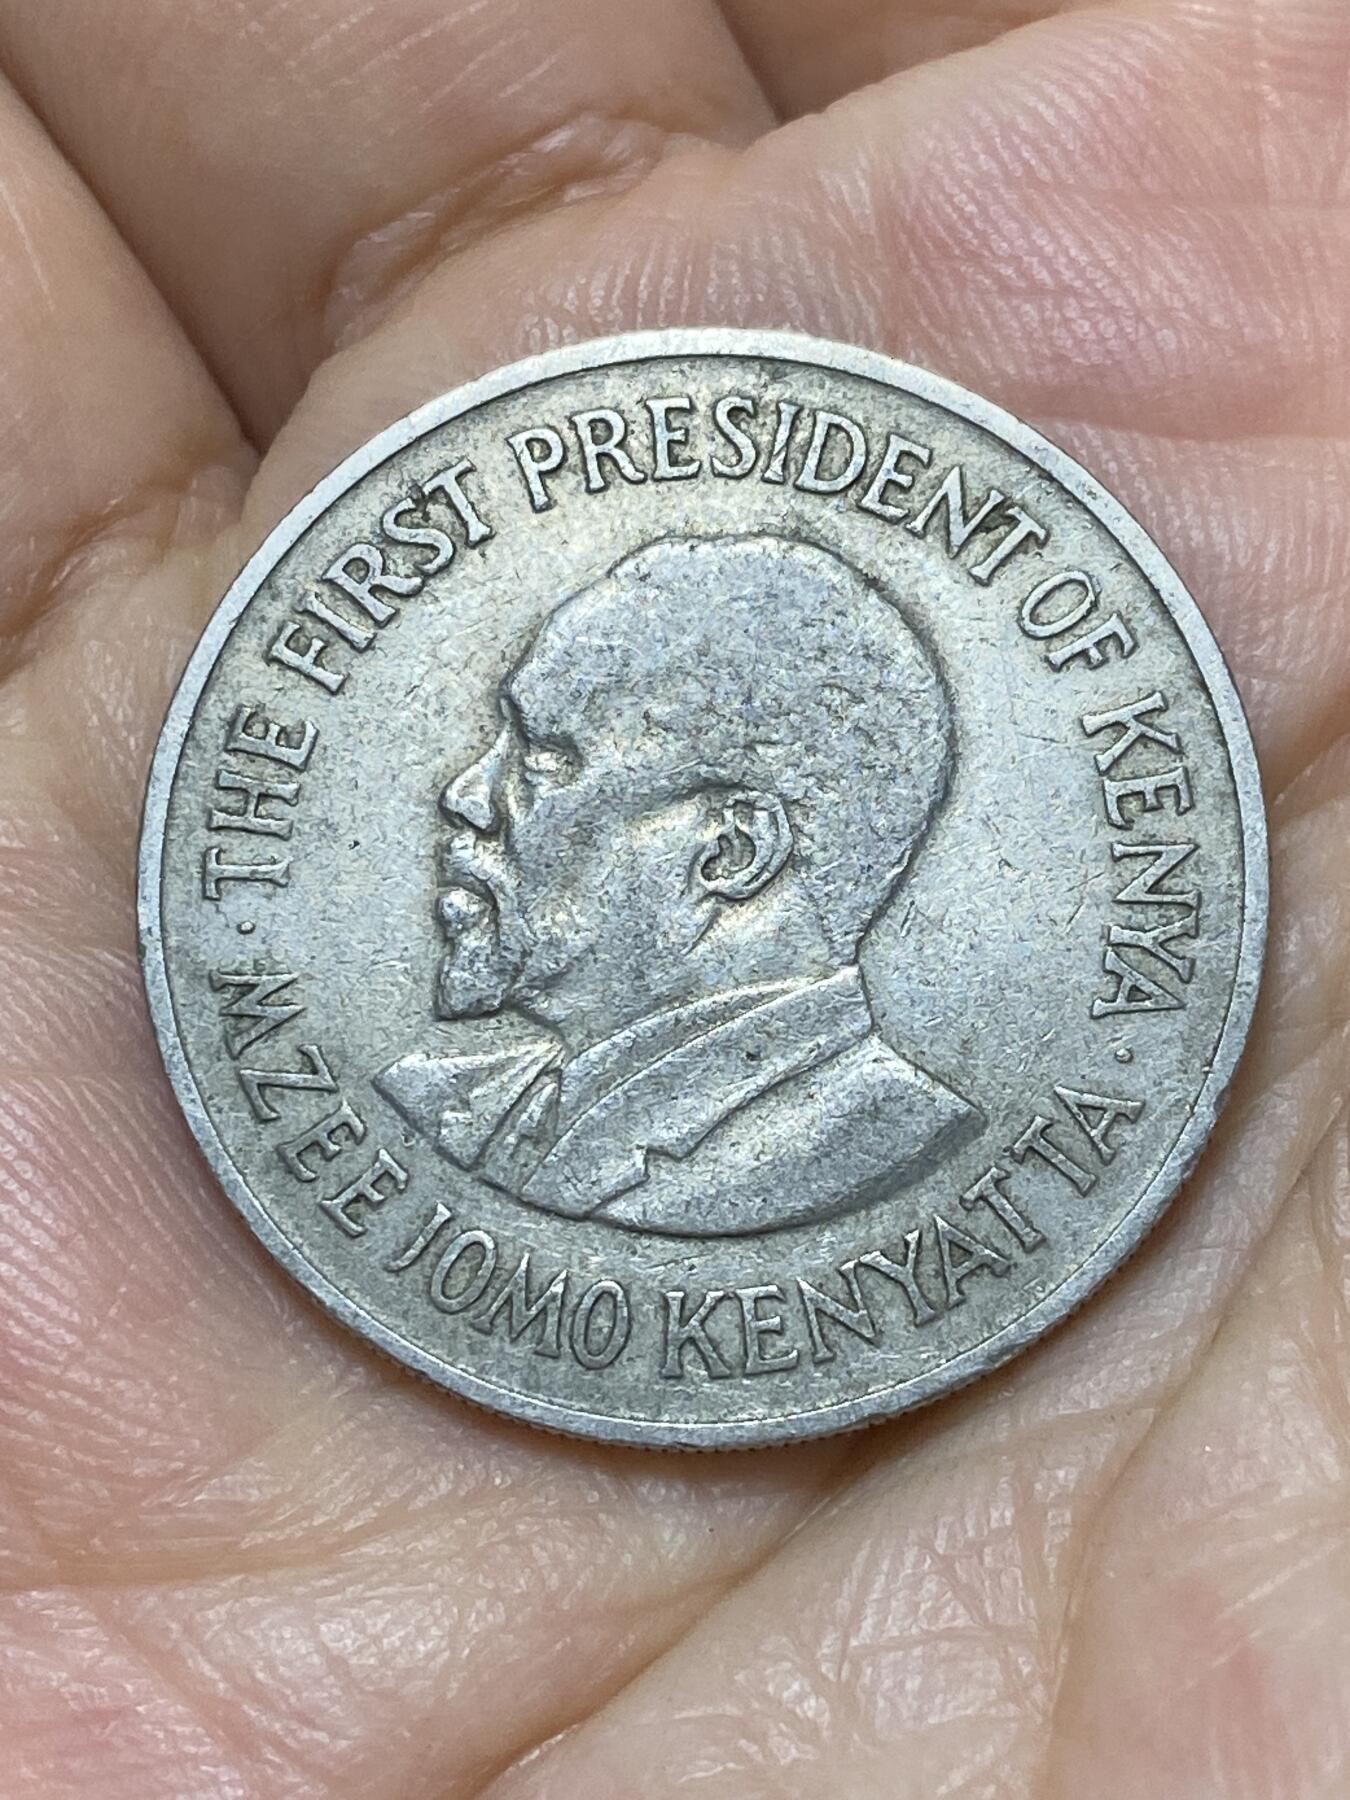 · THE FIRST PRESIDENT OF KENYA ·
MZEE JOMO KENYATTA